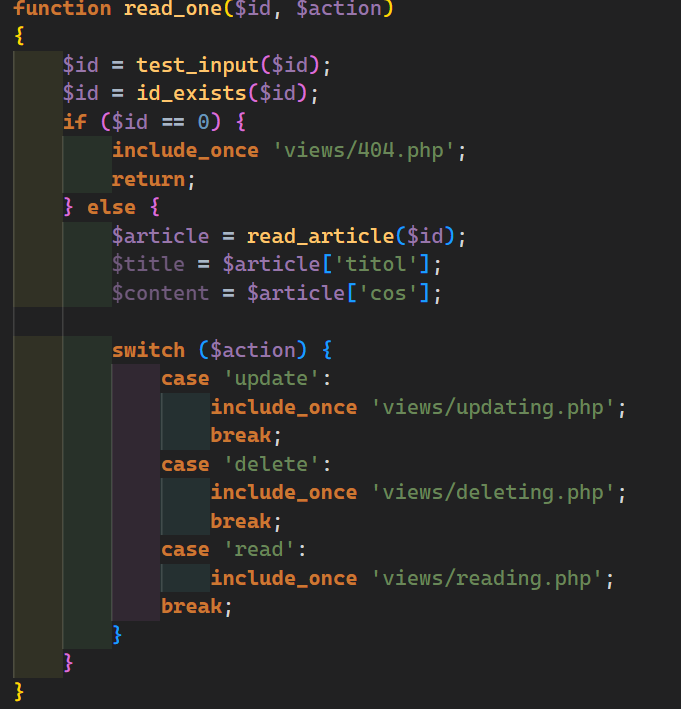 function read_one($id, $action)
{
    $id = test_input($id);
    $id = id_exists($id);
    if ($id == 0) {
        include_once 'views/404.php';
        return;
    } else {
        $article = read_article($id);
        $title = $article['titol'];
        $content = $article['cos'];

        switch ($action) {
            case 'update':
                include_once 'views/updating.php';
                break;
            case 'delete':
                include_once 'views/deleting.php';
                break;
            case 'read':
                include_once 'views/reading.php';
            break;
        }
    }
}